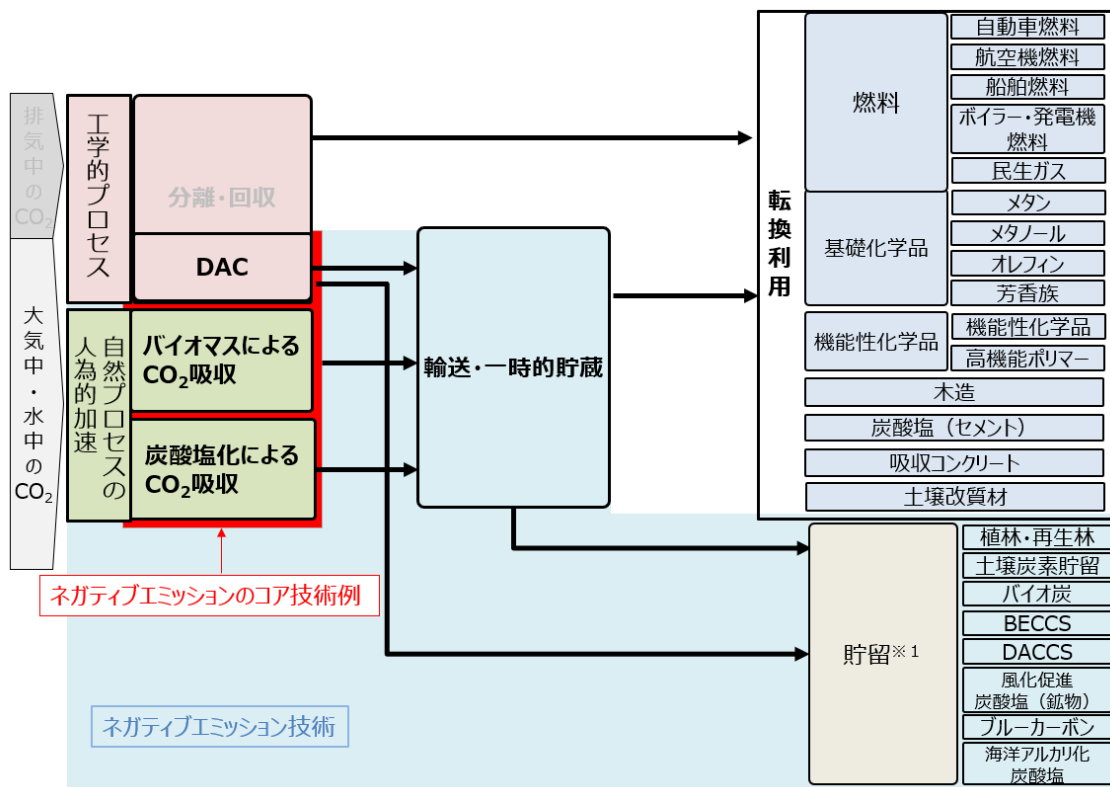 排気中のCO₂
大気中・水中のCO₂
工学的プロセス
自然プロセスの
人為的加速
分離・回収
DAC
バイオマスによる
CO₂吸収
炭酸塩化による
CO₂吸収
ネガティブエミッションのコア技術例
ネガティブエミッション技術
輸送・一時的貯蔵
転換利用
燃料
自動車燃料
航空機燃料
船舶燃料
ボイラー・発電機
燃料
民生ガス
基礎化学品
メタン
メタノール
オレフィン
芳香族
機能性化学品
機能性化学品
高機能ポリマー
木造
炭酸塩（セメント）
吸収コンクリート
土壌改質材
貯留※1
植林・再生林
土壌炭素貯留
バイオ炭
BECCS
DACCS
風化促進
炭酸塩（鉱物）
ブルーカーボン
海洋アルカリ化
炭酸塩